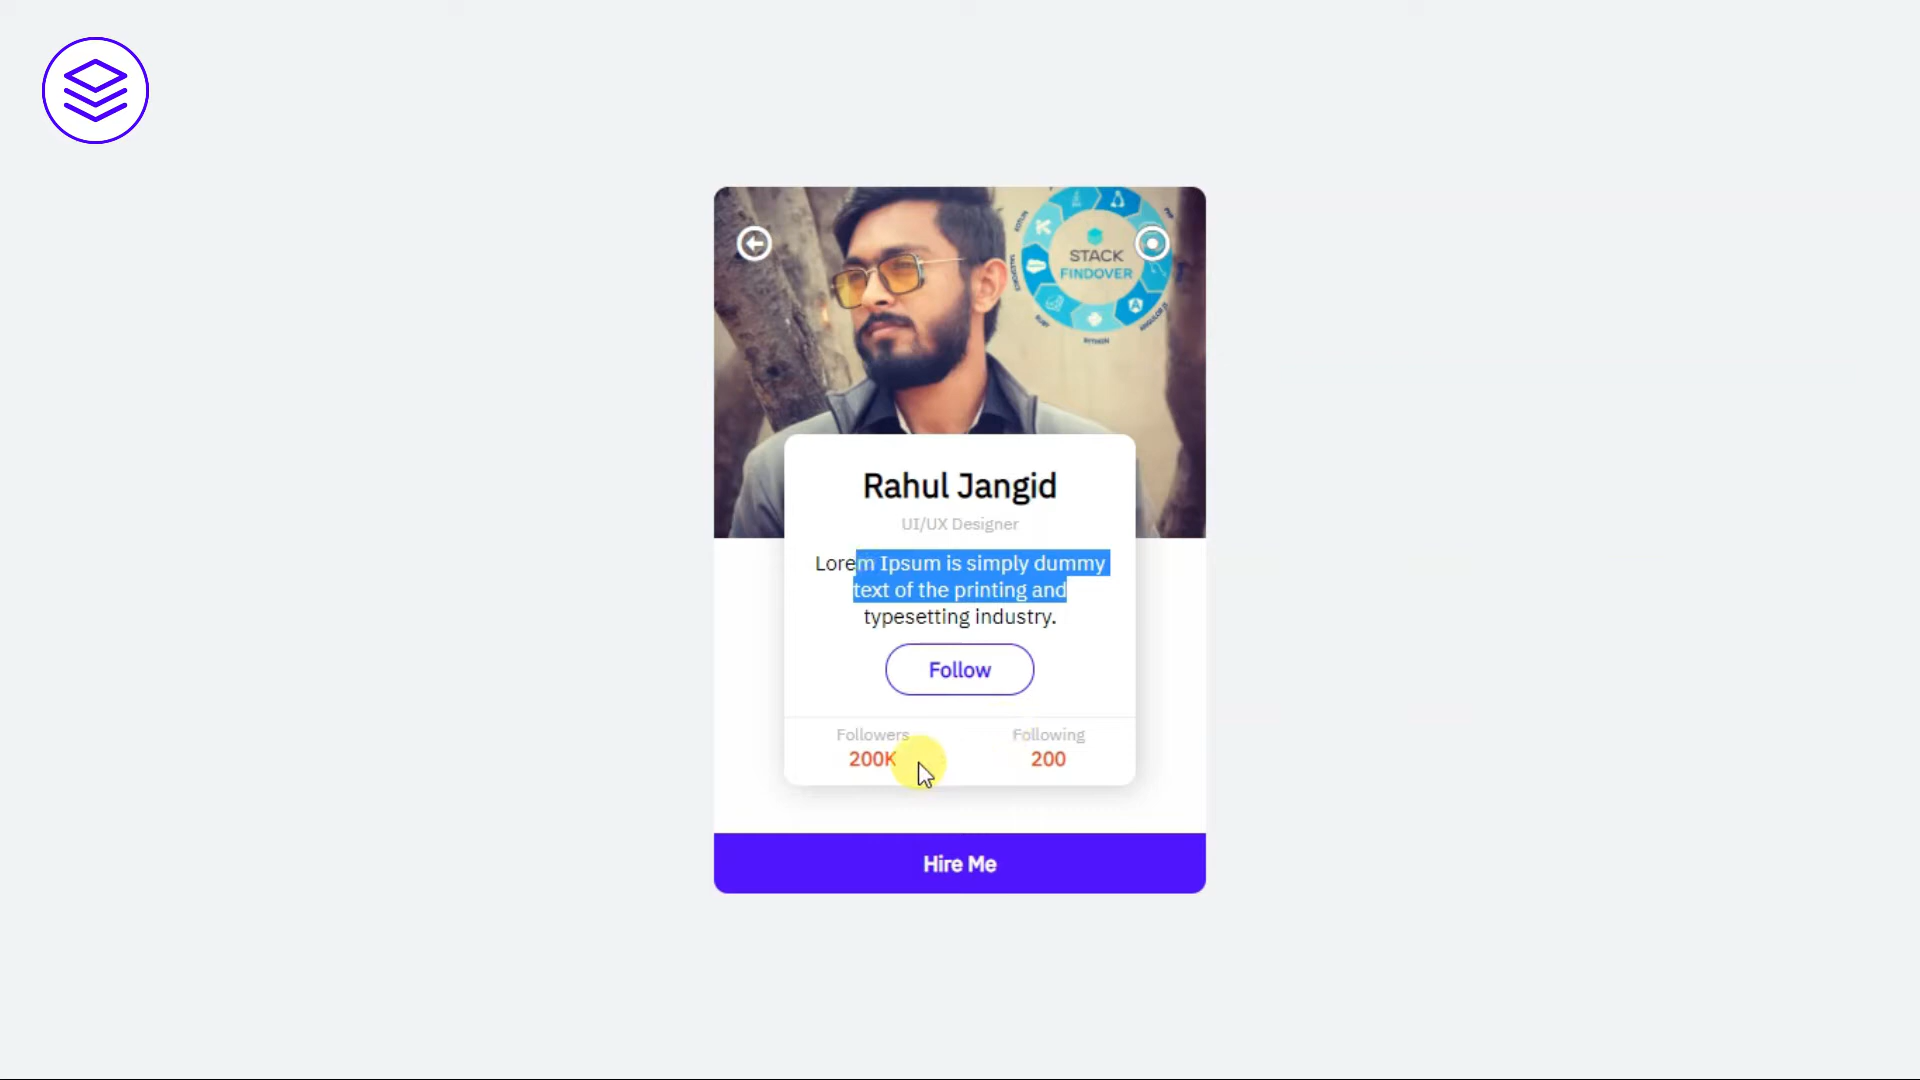 STACK
FINDOVER
PYTHON
Rahul Jangid
UI/UX Designer
Lorem Ipsum is simply dummy
text of the printing and
typesetting industry.
Follow
Followers
Following
200K
200
Hire Me